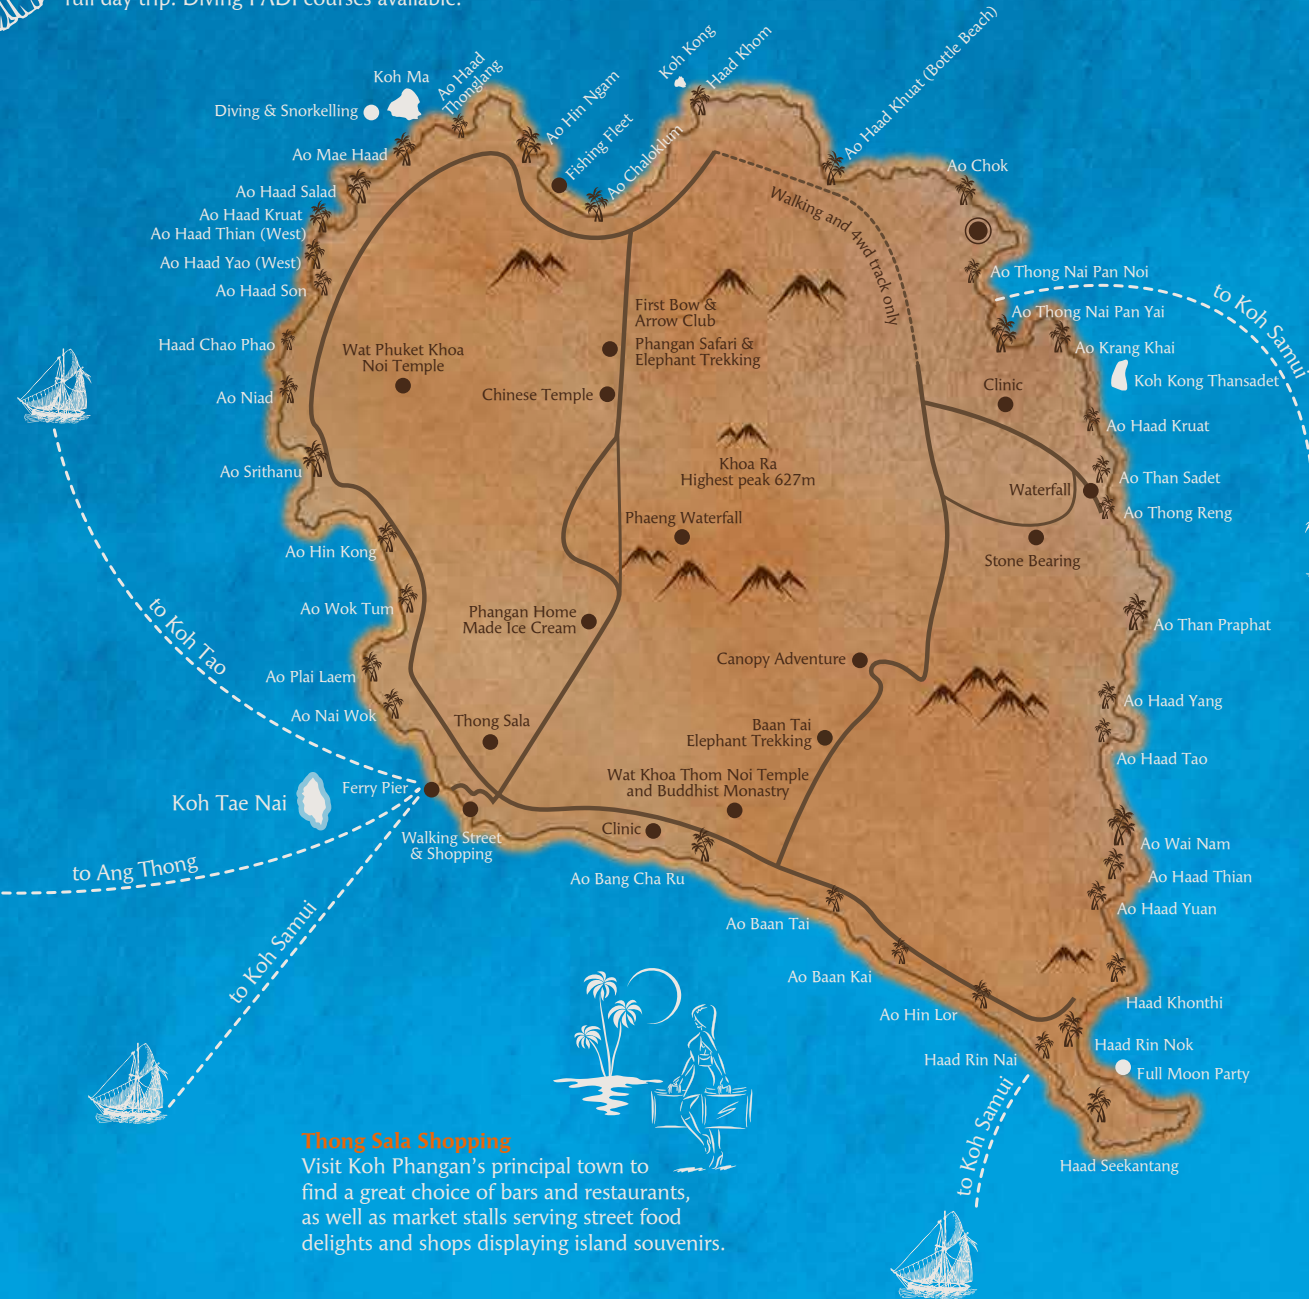 full day trip. Diving PADI courses available.
Koh Ma
Ao Haad
Thonglang
Koh Kong
Haad Khom
Ao Haad Khuat (Bottle Beach)
Diving & Snorkelling
Ao Hin Ngam
Fishing Fleet
Ao Chaloklum
Ao Mae Haad
Ao Chok
Ao Haad Salad
Walking and 4wd track only
Ao Haad Kruat
Ao Haad Thian (West)
Ao Haad Yao (West)
Ao Haad Son
Ao Thong Nai Pan Noi
to Koh Samui
Ao Thong Nai Pan Yai
First Bow &
Arrow Club
Haad Chao Phao
Wat Phuket Khoa
Noi Temple
Phangan Safari &
Elephant Trekking
Ao Krang Khai
Koh Kong Thansadet
Clinic
Chinese Temple
Ao Niad
Ao Haad Kruat
Ao Srithanu
Khoa Ra
Highest peak 627m
Ao Than Sadet
Waterfall
Ao Thong Reng
Phaeng Waterfall
Ao Hin Kong
Stone Bearing
Ao Wok Tum
to Koh Tao
Phangan Home
Made Ice Cream
Ao Than Praphat
Canopy Adventure
Ao Plai Laem
Ao Haad Yang
Ao Nai Wok
Thong Sala
Baan Tai
Elephant Trekking
Ao Haad Tao
Wat Khoa Thom Noi Temple
and Buddhist Monastry
Ferry Pier
Koh Tae Nai
Clinic
Walking Street
& Shopping
Ao Wai Nam
to Ang Thong
Ao Bang Cha Ru
Ao Haad Thian
Ao Haad Yuan
Ao Baan Tai
to Koh Samui
Ao Baan Kai
Haad Khonthi
Ao Hin Lor
Haad Rin Nok
Haad Rin Nai
Full Moon Party
to Koh Samui
Haad Seekantang
Thong Sala Shopping
Visit Koh Phangan's principal town to
find a great choice of bars and restaurants,
as well as market stalls serving street food
delights and shops displaying island souvenirs.